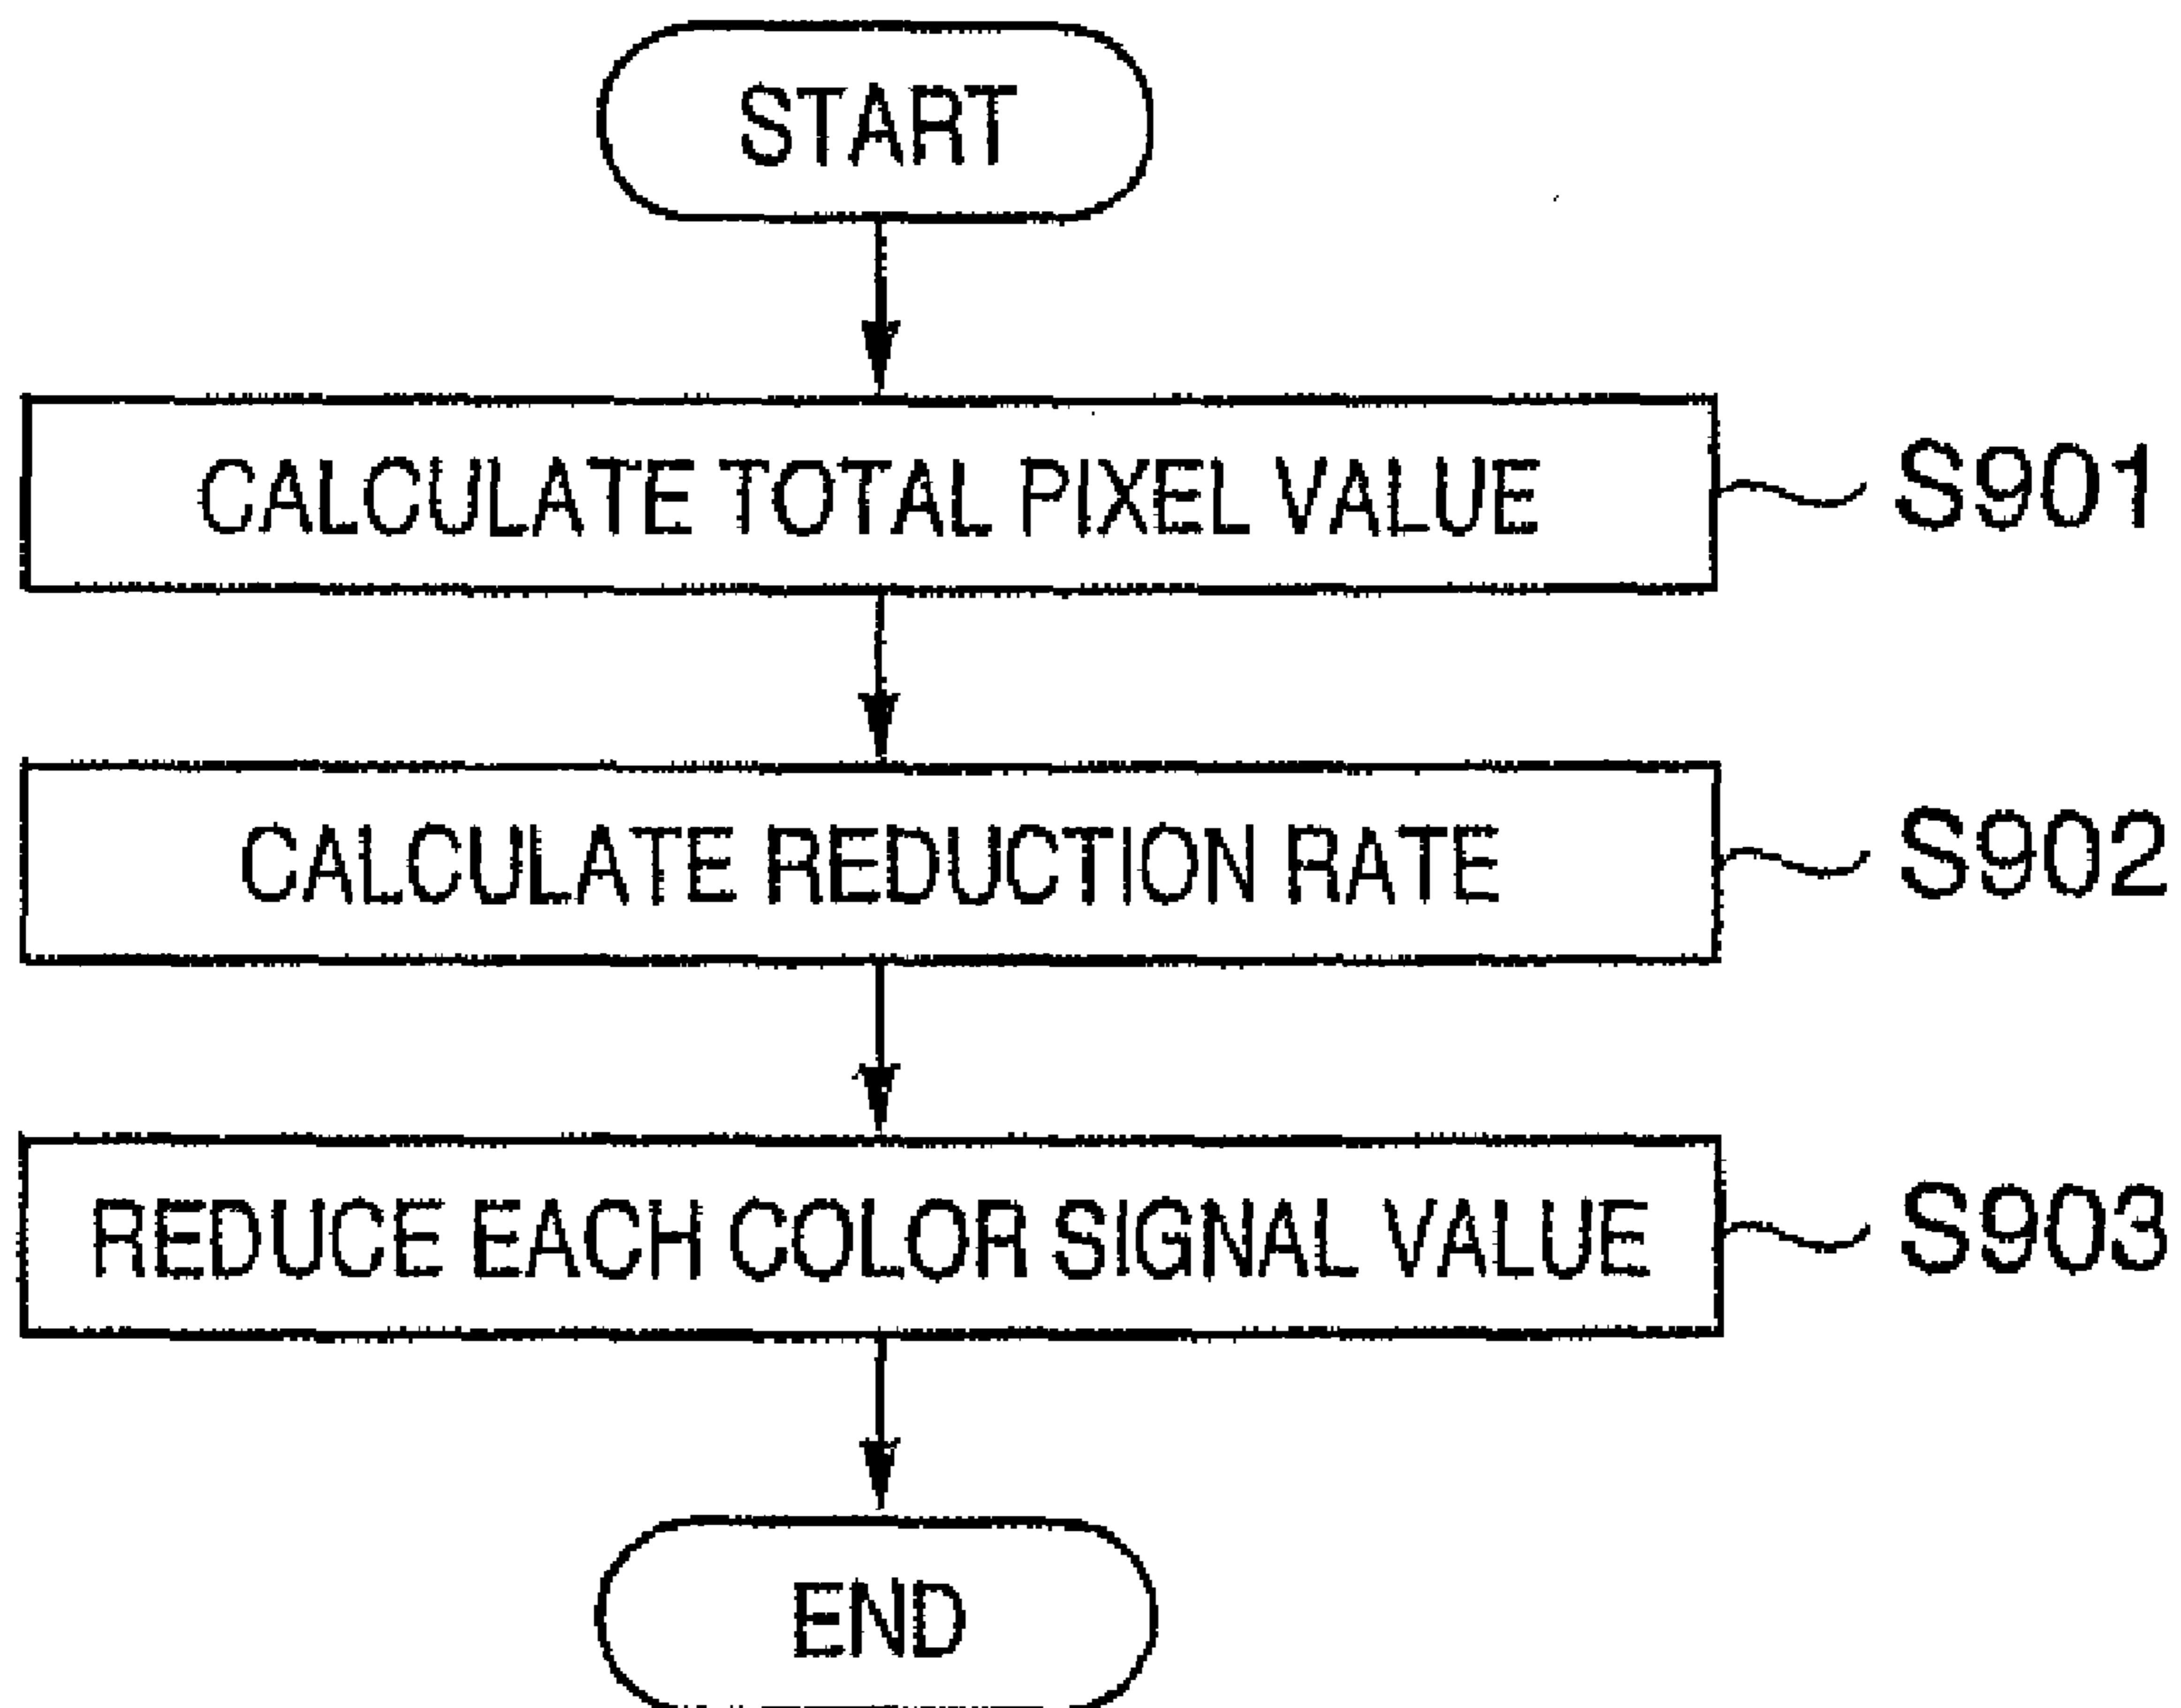 START
CALCULATE TOTAL PIXEL VALUE S901
CALCULATE REDUCTION RATE S902
REDUCE EACH COLOR SIGNAL VALUE S903
END